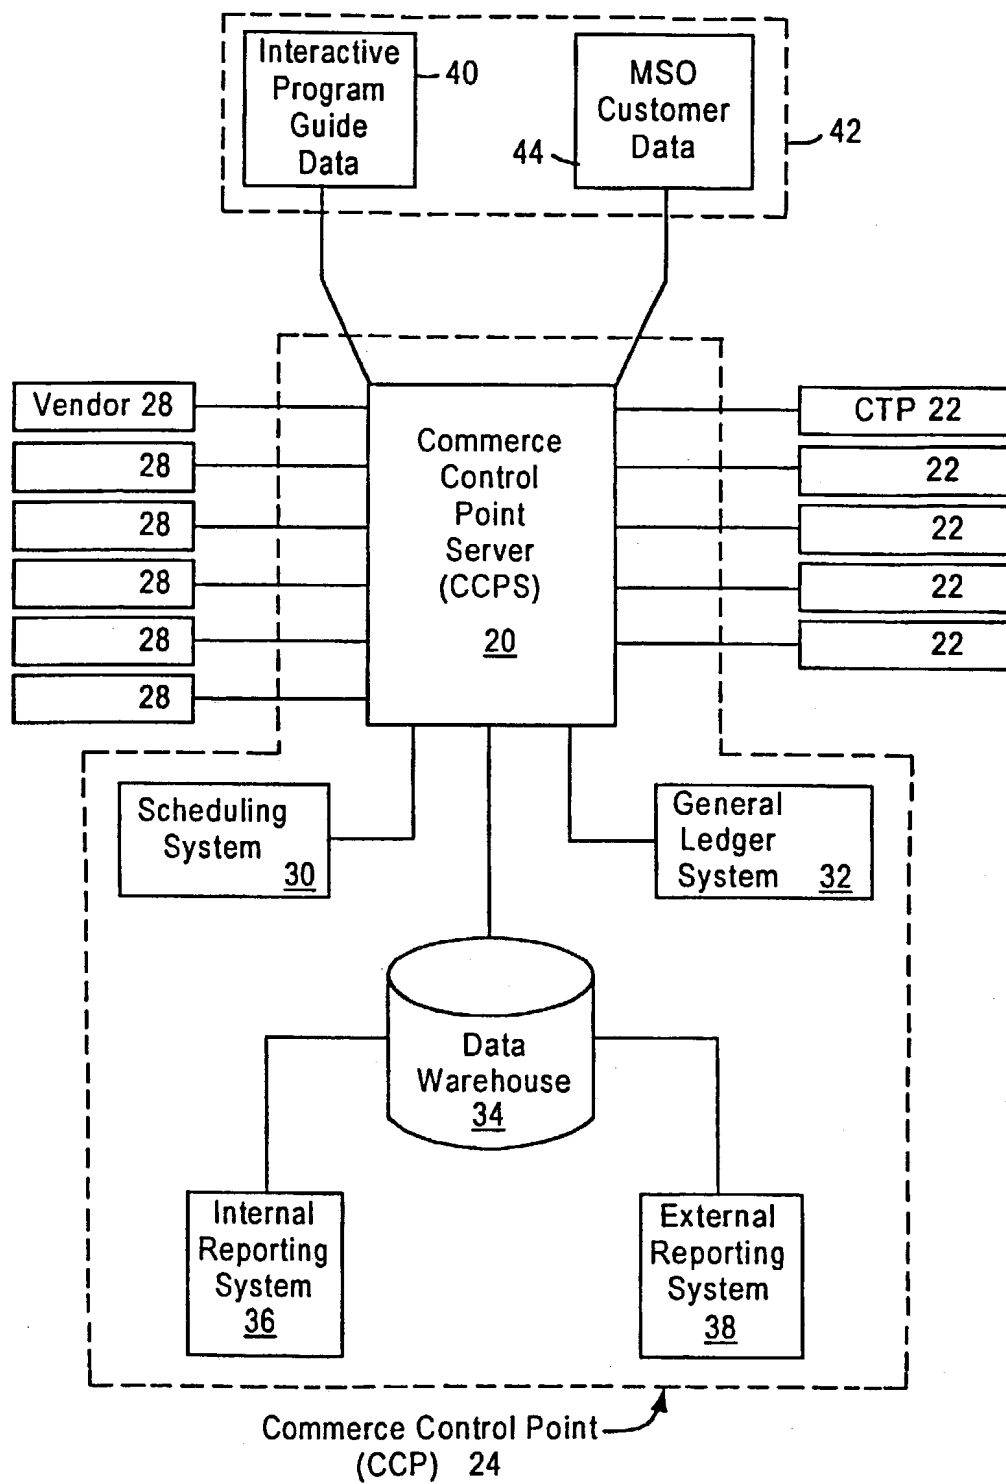 Interactive
Program
Guide
Data
40
MSO
Customer
Data
44
42
Vendor 28
28
28
28
28
28
Commerce
Control
Point
Server
(CCPS)
20
CTP 22
22
22
22
22
Scheduling
System
30
General
Ledger
System 32
Data
Warehouse
34
Internal
Reporting
System
36
External
Reporting
System
38
Commerce Control Point
(CCP) 24